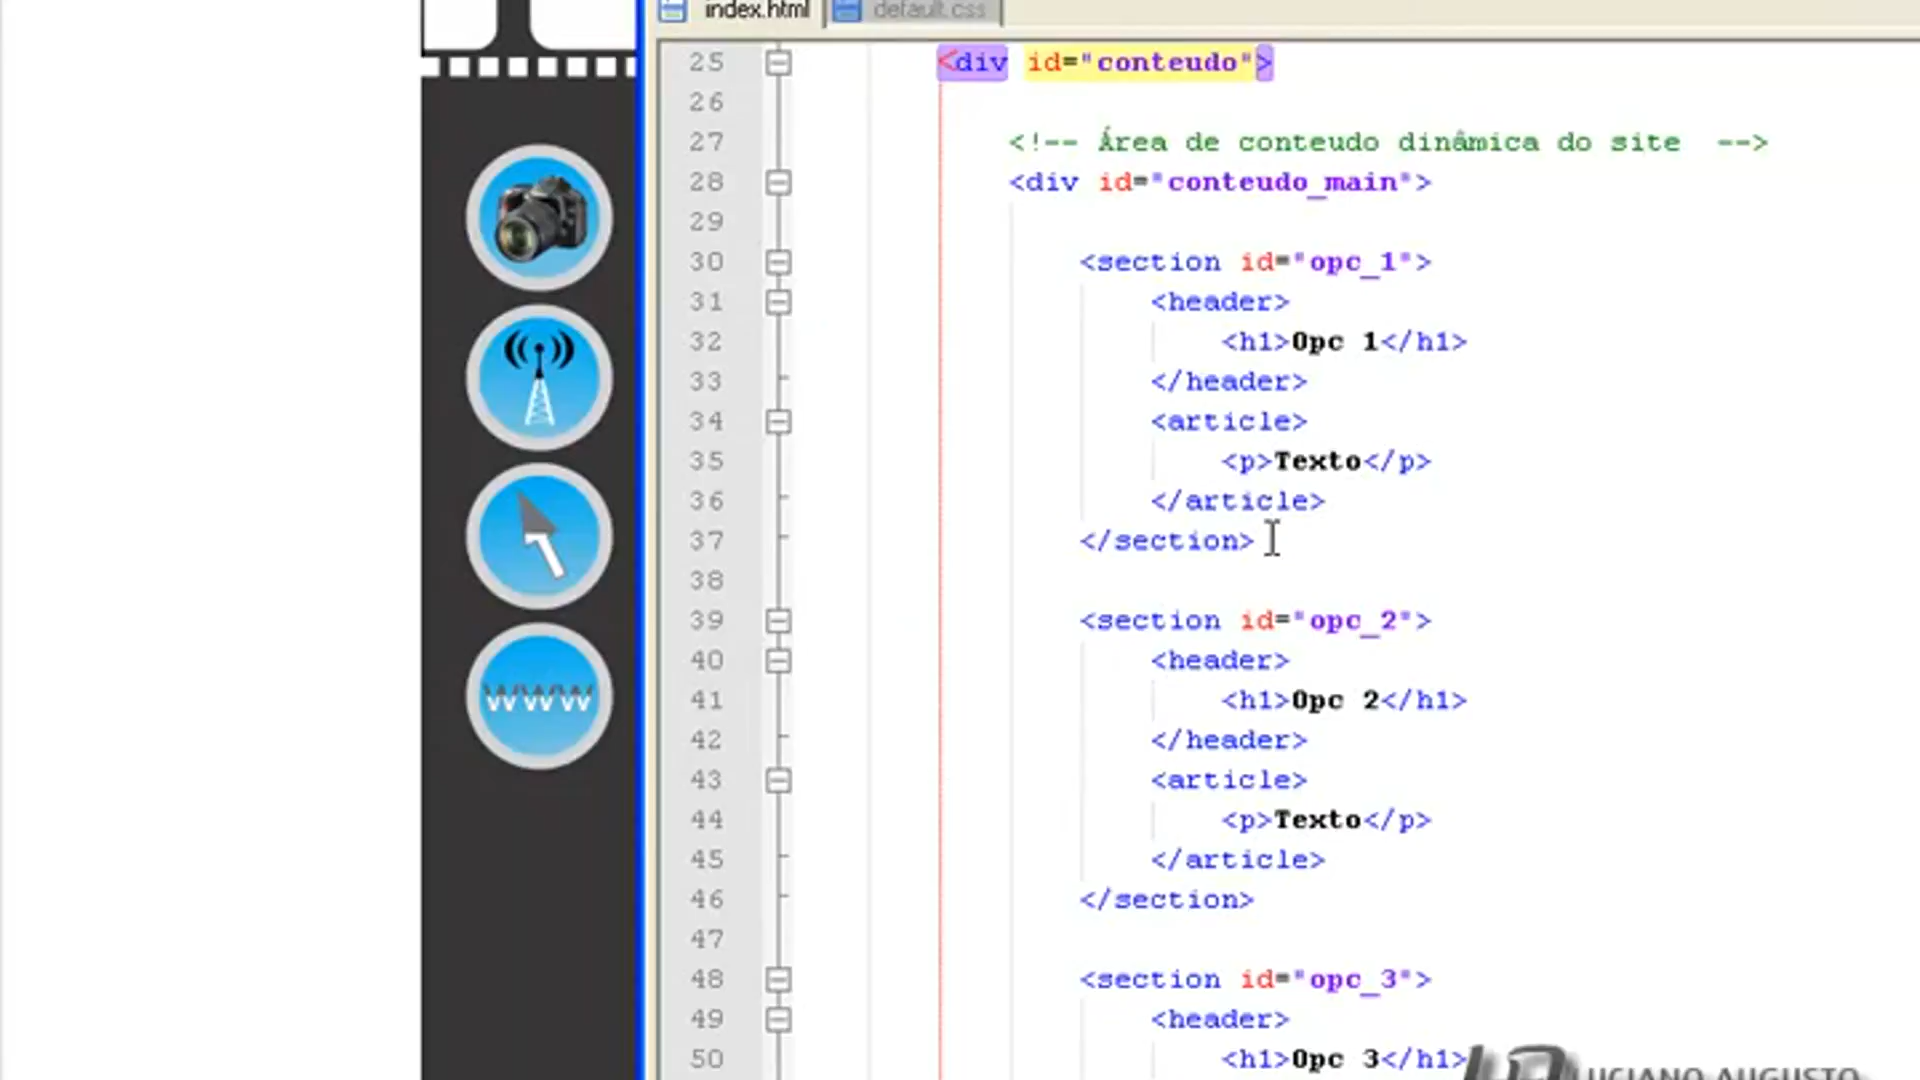 index.html default.css
25 <div id="conteudo">
26
27 <!-- Área de conteudo dinâmica do site -->
28 <div id="conteudo_main">
29
30 <section id="opc_1">
31 <header>
32 <h1>Opc 1</h1>
33 </header>
34 <article>
35 <p>Texto</p>
36 </article>
37 </section>
38
39 <section id="opc_2">
40 <header>
41 <h1>Opc 2</h1>
42 </header>
43 <article>
44 <p>Texto</p>
45 </article>
46 </section>
47
48 <section id="opc_3">
49 <header>
50 <h1>Opc 3</h1>
WWW
LUCIANO AUGUSTO